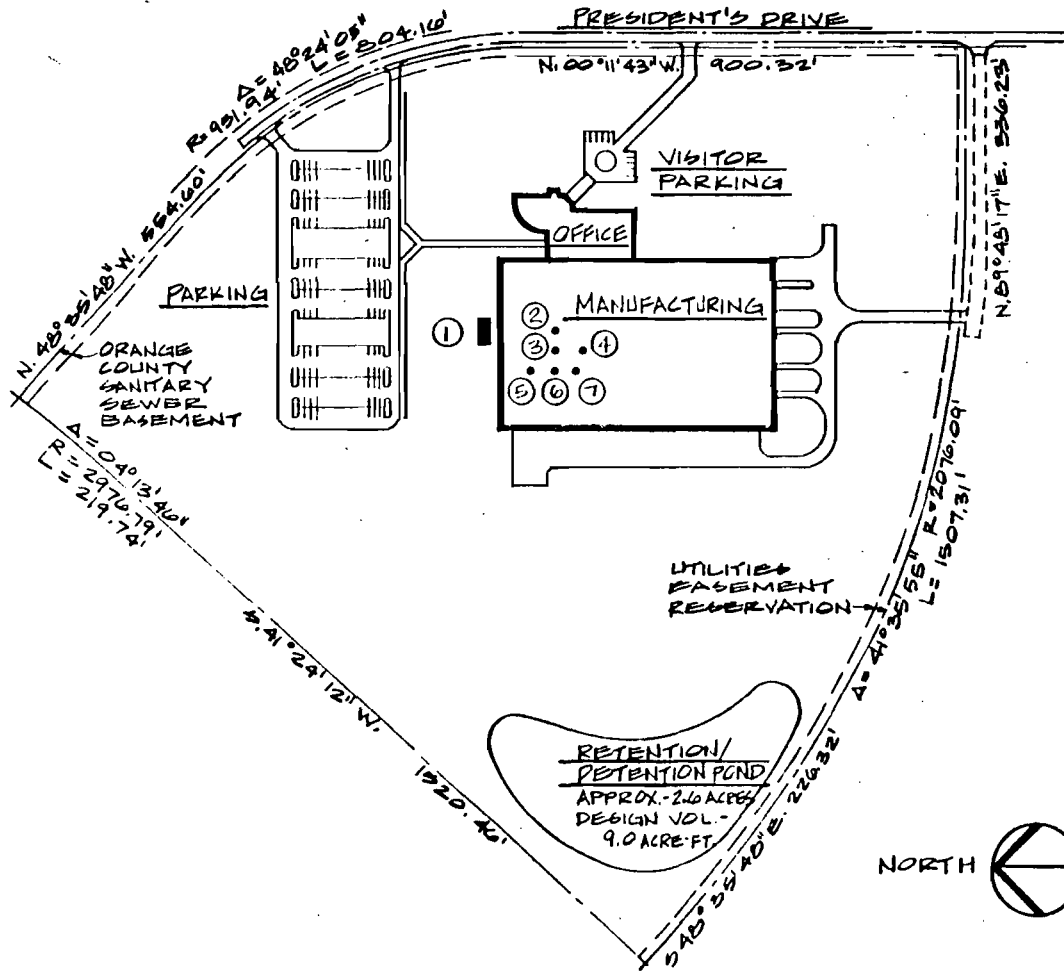 PRESIDENT'S DRIVE
N. 00°11'43" W. 900.32'
Δ= 48°24'05"
L= 804.16'
R= 951.94'
N. 89°48'17" E. 336.23'
VISITOR
PARKING
OFFICE
PARKING
MANUFACTURING
1
2
3
4
5
6
7
N. 48° 35' 48" W. 554.60'
ORANGE
COUNTY
SANITARY
SEWER
EASEMENT
Δ= 04°13'46"
R= 2976.79'
L= 219.74'
UTILITIES
EASEMENT
RESERVATION
Δ= 41°35'55" R=2076.09'
L= 1507.31'
S. 41° 24' 12" W. 1520.46'
RETENTION/
DETENTION POND
APPROX.-2.6 ACRES
DESIGN VOL.-
9.0 ACRE-FT.
S 48° 35' 48" E. 226.32'
NORTH